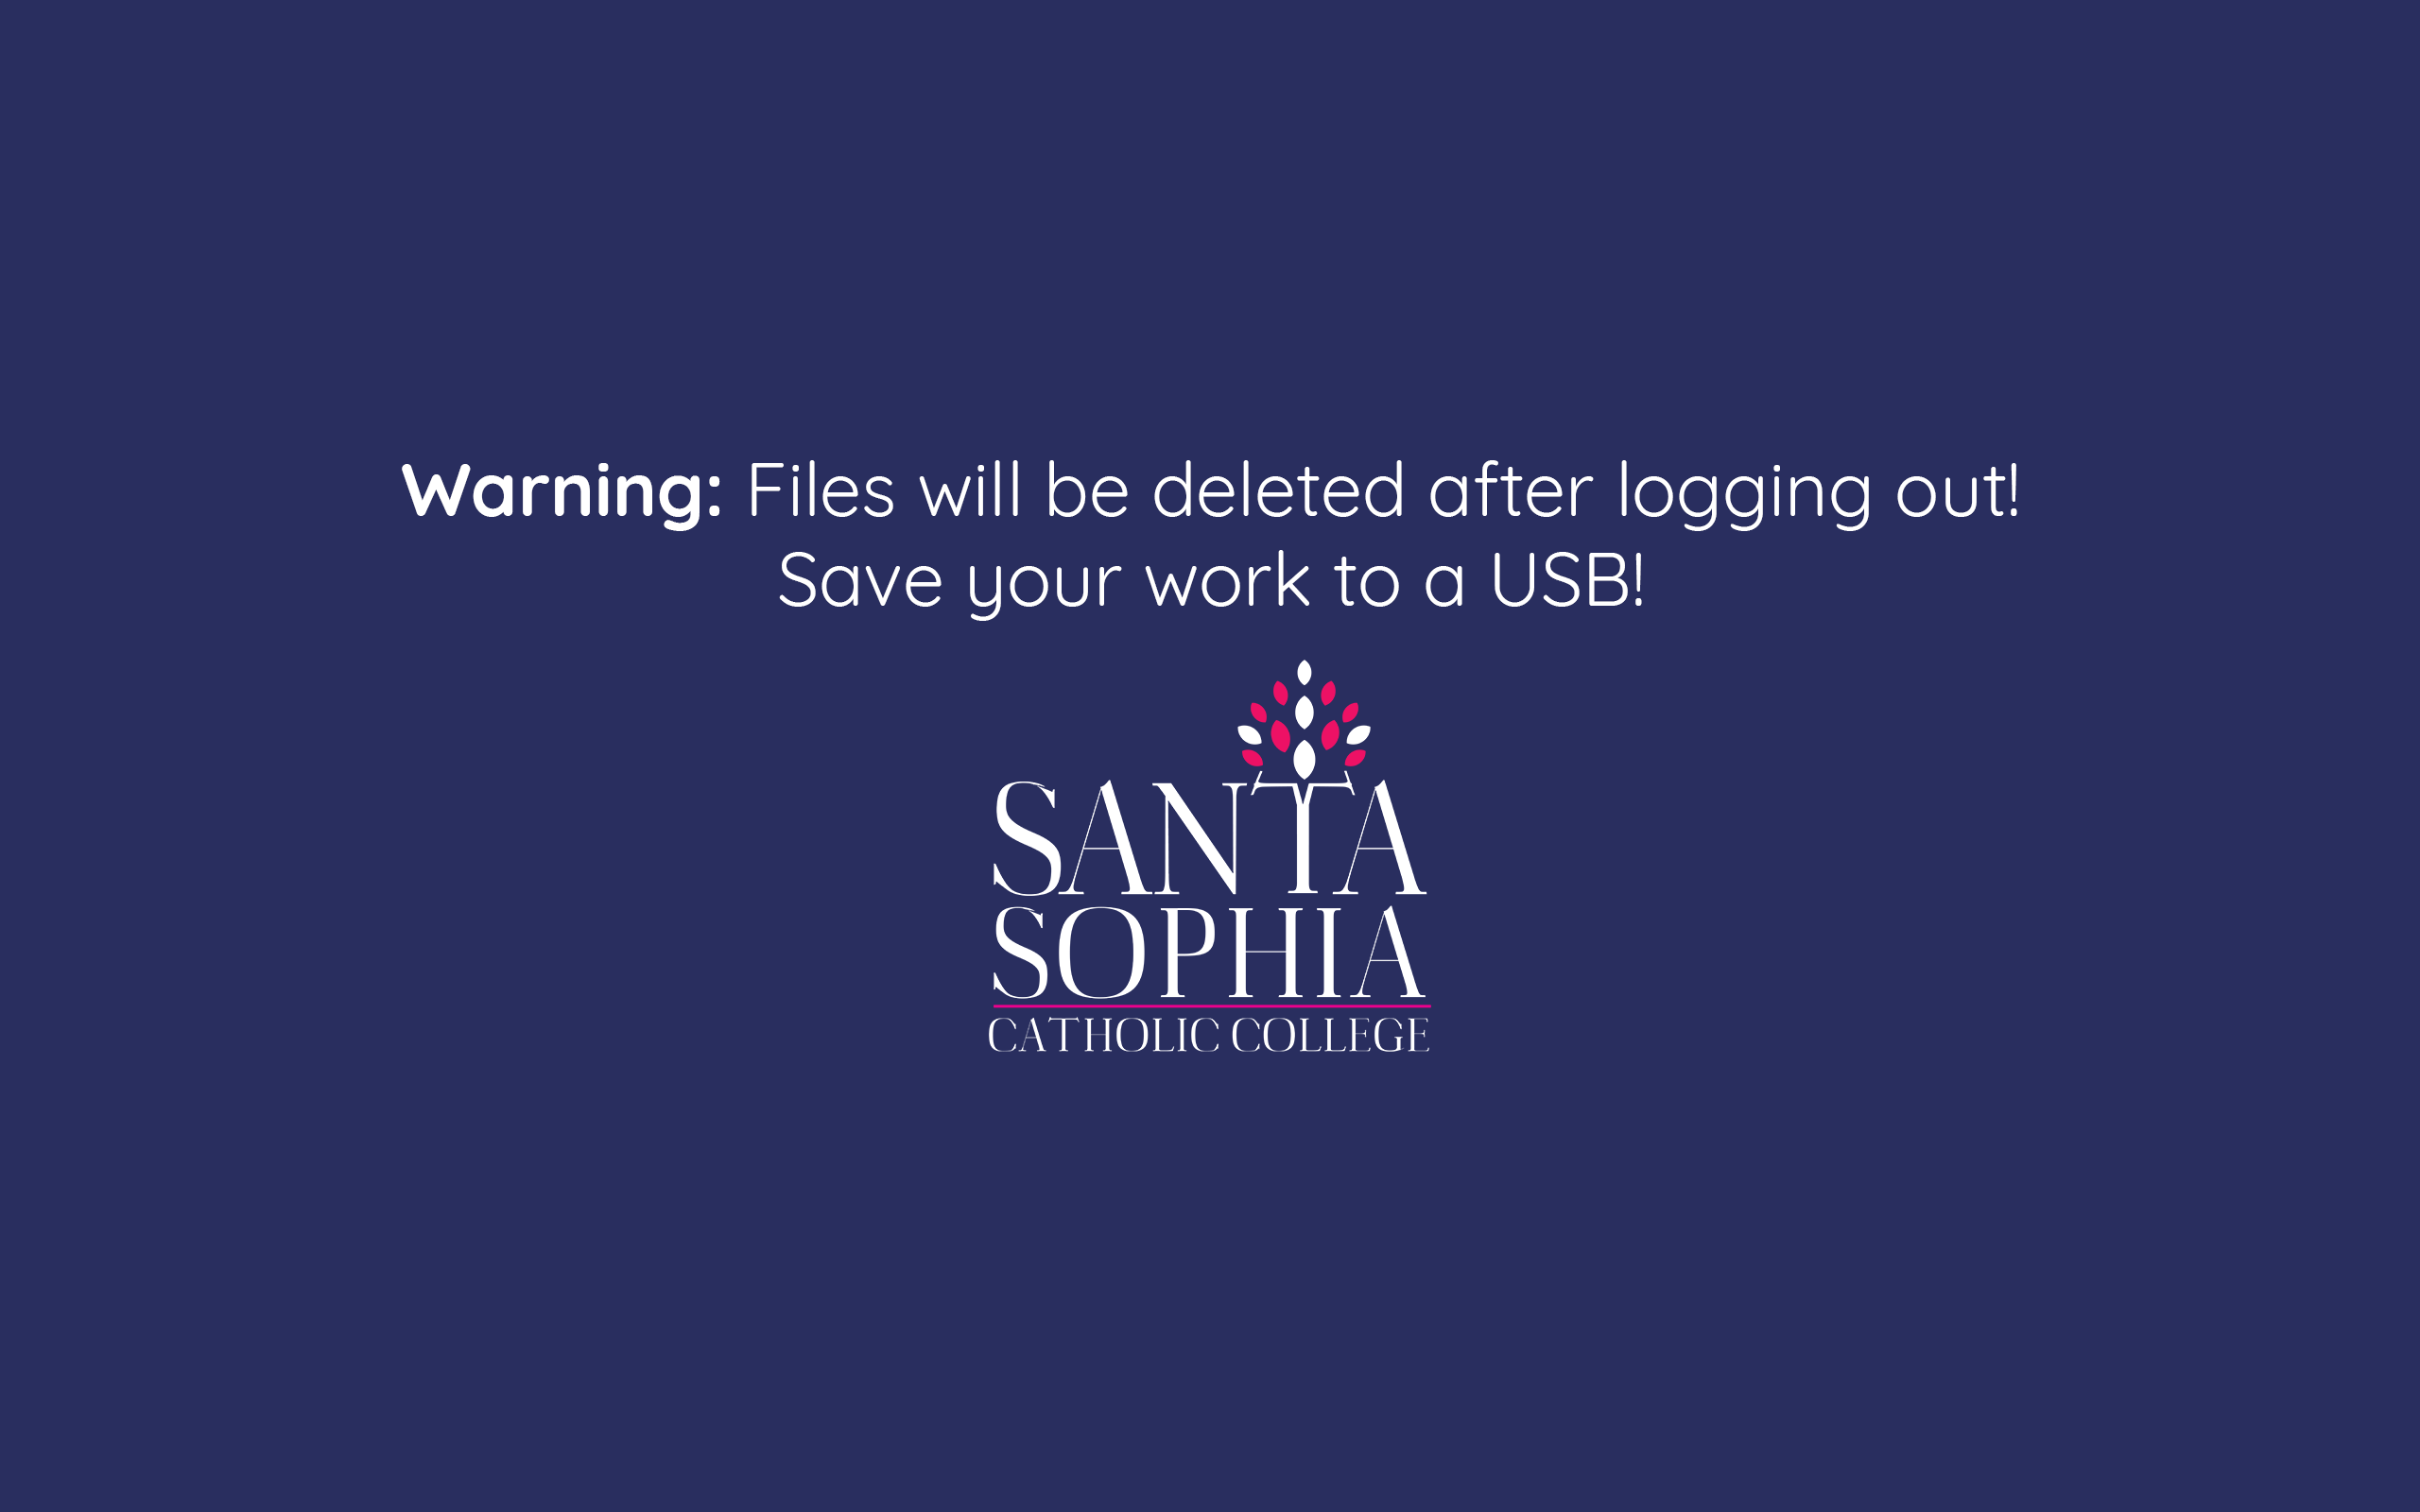 Warning: Files will be deleted after logging out!
Save your work to a USB!
SANTA
SOPHIA
CATHOLIC COLLEGE